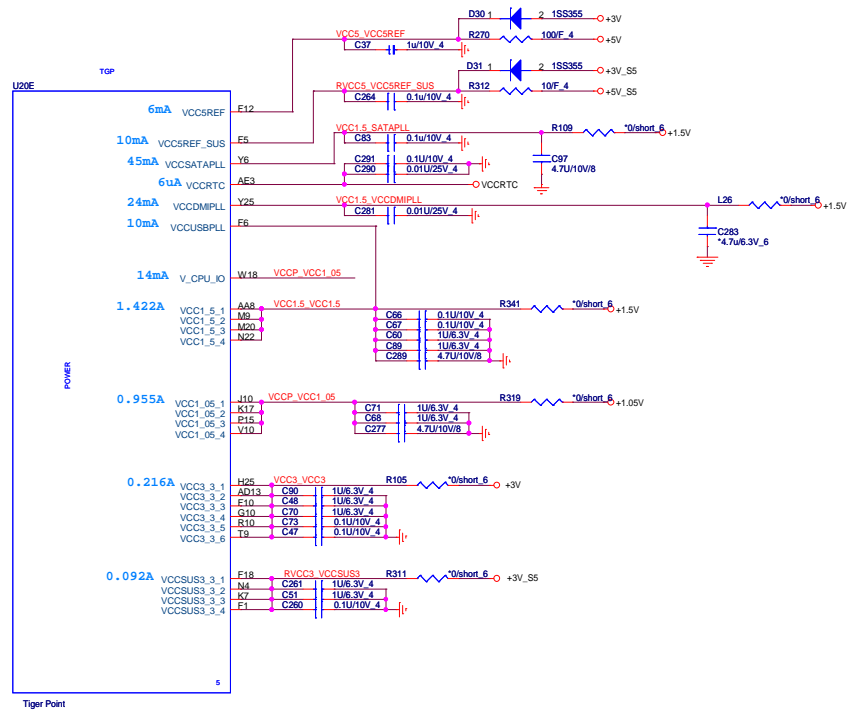 D30 1 2 1SS355 +3V
VCC5_VCC5REF R270 100/F_4 +5V
C37 1u/10V_4
D31 1 2 1SS355 +3V_S5
TGP
U20E RVCC5_VCC5REF_SUS R312 10/F_4 +5V_S5
C264 0.1u/10V_4
6mA VCC5REF F12
VCC1.5_SATAPLL R109 *0/short_6 +1.5V
10mA VCC5REF_SUS F5 C83 0.1u/10V_4
45mA VCCSATAPLL Y6 C291 0.1U/10V_4 C97
C290 0.01U/25V_4 4.7U/10V/8
6uA VCCRTC AE3 VCCRTC
24mA VCCDMIPLL Y25 VCC1.5_VCCDMIPLL L26 *0/short_6 +1.5V
C281 0.01U/25V_4
10mA VCCUSBPLL F6 C283
*4.7u/6.3V_6
14mA V_CPU_IO W18 VCCP_VCC1_05
1.422A VCC1_5_1 AA8 VCC1.5_VCC1.5 R341 *0/short_6 +1.5V
VCC1_5_2 M9 C66 0.1U/10V_4
VCC1_5_3 M20 C67 0.1U/10V_4
VCC1_5_4 N22 C60 1U/6.3V_4
C89 1U/6.3V_4
C289 4.7U/10V/8
POWER
0.955A VCC1_05_1 J10 VCCP_VCC1_05 R319 *0/short_6 +1.05V
VCC1_05_2 K17 C71 1U/6.3V_4
VCC1_05_3 P15 C68 1U/6.3V_4
VCC1_05_4 V10 C277 4.7U/10V/8
0.216A VCC3_3_1 H25 VCC3_VCC3 R105 *0/short_6 +3V
VCC3_3_2 AD13 C90 1U/6.3V_4
VCC3_3_3 F10 C48 1U/6.3V_4
VCC3_3_4 G10 C70 1U/6.3V_4
VCC3_3_5 R10 C73 0.1U/10V_4
VCC3_3_6 T9 C47 0.1U/10V_4
0.092A VCCSUS3_3_1 F18 RVCC3_VCCSUS3 R311 *0/short_6 +3V_S5
VCCSUS3_3_2 N4 C261 1U/6.3V_4
VCCSUS3_3_3 K7 C51 1U/6.3V_4
VCCSUS3_3_4 F1 C260 0.1U/10V_4
5
Tiger Point